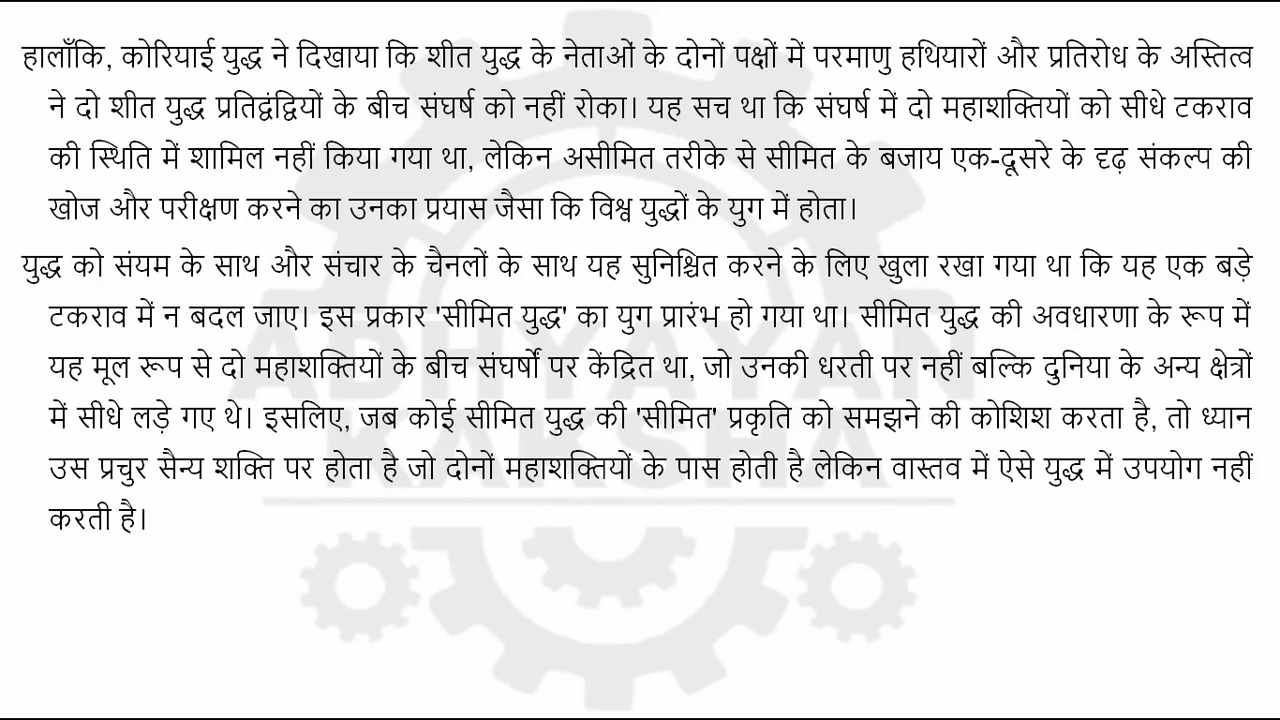 हालाँकि, कोरियाई युद्ध ने दिखाया कि शीत युद्ध के नेताओं के दोनों पक्षों में परमाणु हथियारों और प्रतिरोध के अस्तित्व
ने दो शीत युद्ध प्रतिद्वंद्वियों के बीच संघर्ष को नहीं रोका। यह सच था कि संघर्ष में दो महाशक्तियों को सीधे टकराव
की स्थिति में शामिल नहीं किया गया था, लेकिन असीमित तरीके से सीमित के बजाय एक-दूसरे के दृढ़ संकल्प की
खोज और परीक्षण करने का उनका प्रयास जैसा कि विश्व युद्धों के युग में होता।
युद्ध को संयम के साथ और संचार के चैनलों के साथ यह सुनिश्चित करने के लिए खुला रखा गया था कि यह एक बड़े
टकराव में न बदल जाए। इस प्रकार 'सीमित युद्ध' का युग प्रारंभ हो गया था। सीमित युद्ध की अवधारणा के रूप में
यह मूल रूप से दो महाशक्तियों के बीच संघर्षों पर केंद्रित था, जो उनकी धरती पर नहीं बल्कि दुनिया के अन्य क्षेत्रों
में सीधे लड़े गए थे। इसलिए, जब कोई सीमित युद्ध की 'सीमित' प्रकृति को समझने की कोशिश करता है, तो ध्यान
उस प्रचुर सैन्य शक्ति पर होता है जो दोनों महाशक्तियों के पास होती है लेकिन वास्तव में ऐसे युद्ध में उपयोग नहीं
करती है।
ADHYAYAN
KAKSHA